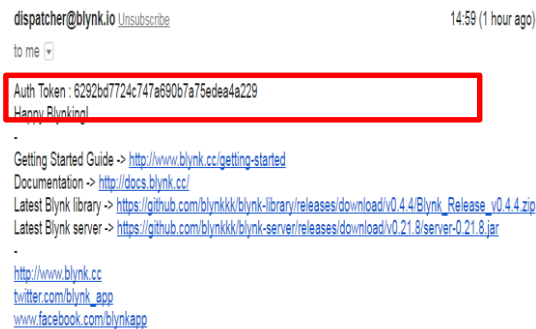 dispatcher@blynk.io Unsubscribe 14:59 (1 hour ago)
to me
Auth Token : 6292bd7724c747a690b7a75edea4a229
Happy Blynking!
-
Getting Started Guide -> http://www.blynk.cc/getting-started
Documentation -> http://docs.blynk.cc/
Latest Blynk library -> https://github.com/blynkkk/blynk-library/releases/download/v0.4.4/Blynk_Release_v0.4.4.zip
Latest Blynk server -> https://github.com/blynkkk/blynk-server/releases/download/v0.21.8/server-0.21.8.jar
-
http://www.blynk.cc
twitter.com/blynk_app
www.facebook.com/blynkapp